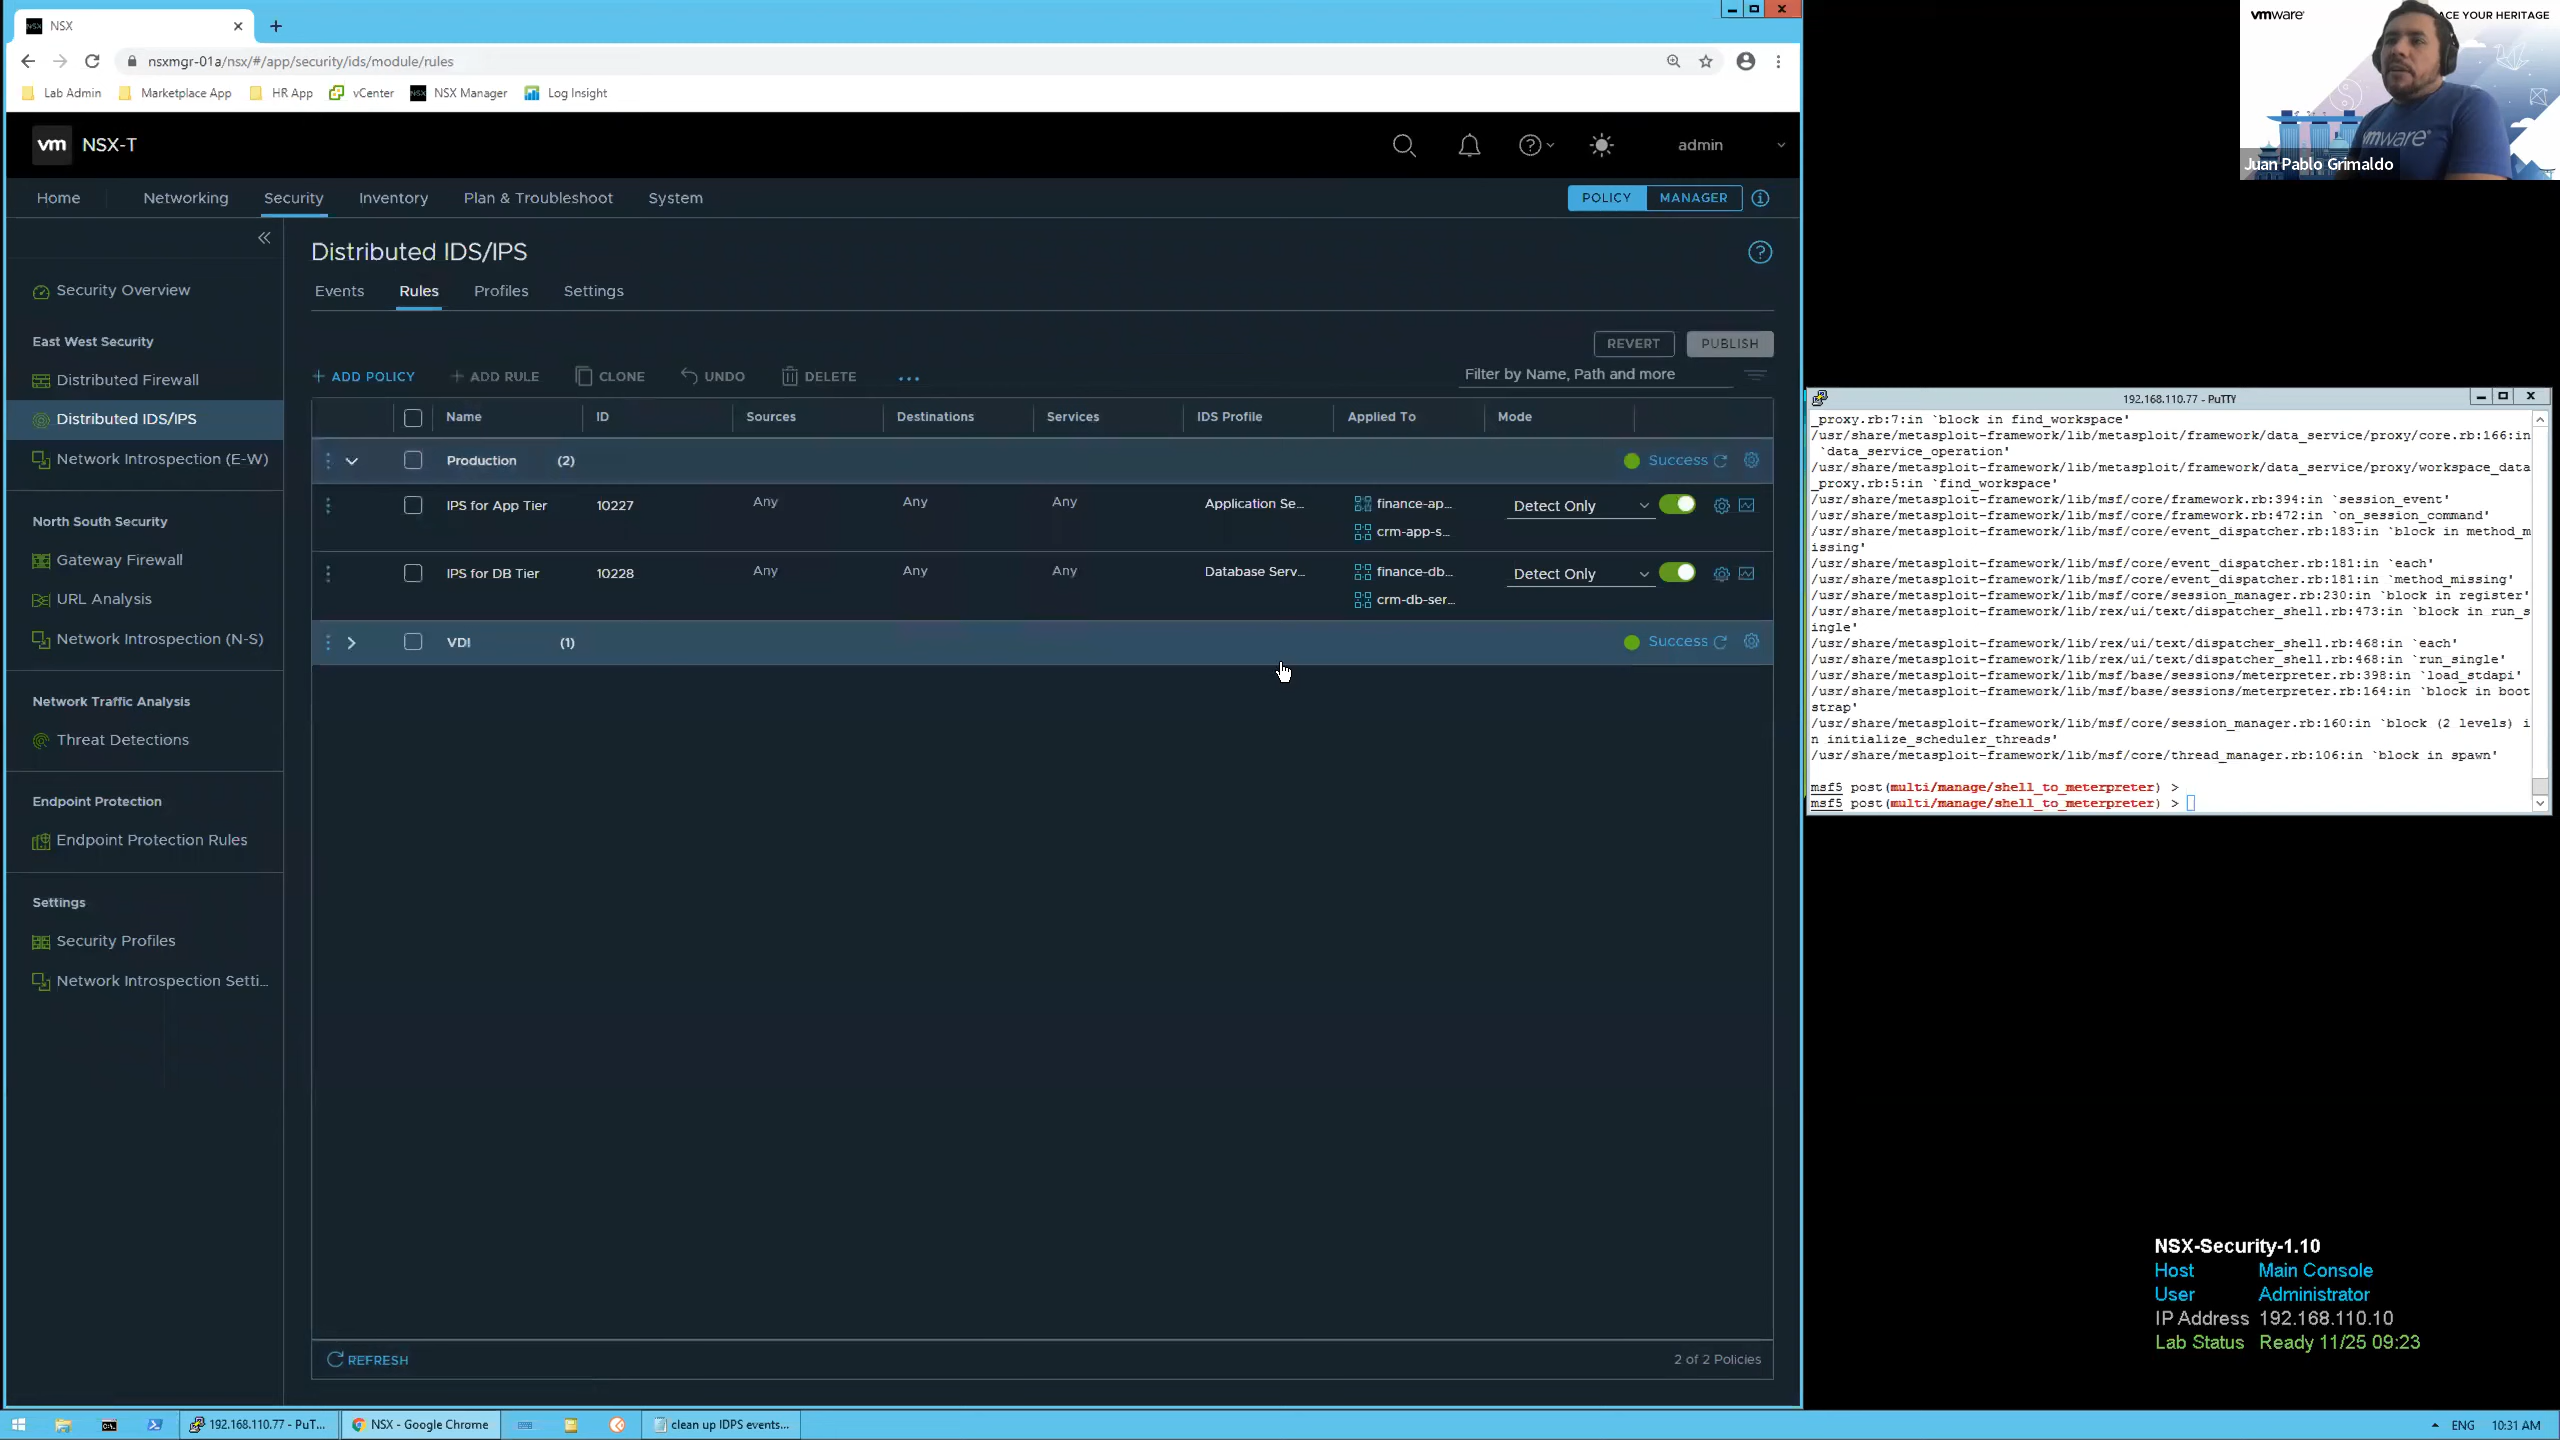 NSX
nsxmgr-01a/nsx/#/app/security/ids/module/rules
Lab Admin
Marketplace App
HR App
vCenter
NSX Manager
Log Insight
vm NSX-T
admin
Home
Networking
Security
Inventory
Plan & Troubleshoot
System
POLICY
MANAGER
Security Overview
East West Security
Distributed Firewall
Distributed IDS/IPS
Network Introspection (E-W)
North South Security
Gateway Firewall
URL Analysis
Network Introspection (N-S)
Network Traffic Analysis
Threat Detections
Endpoint Protection
Endpoint Protection Rules
Settings
Security Profiles
Network Introspection Setti...
Distributed IDS/IPS
Events
Rules
Profiles
Settings
REVERT
PUBLISH
+ ADD POLICY
+ ADD RULE
CLONE
UNDO
DELETE
...
Filter by Name, Path and more
Name ID Sources Destinations Services IDS Profile Applied To Mode
Production (2) Success
IPS for App Tier 10227 Any Any Any Application Se... finance-ap... Detect Only
crm-app-s...
IPS for DB Tier 10228 Any Any Any Database Serv... finance-db... Detect Only
crm-db-ser...
VDI (1) Success
REFRESH
2 of 2 Policies
vmware
ACE YOUR HERITAGE
vmware
Juan Pablo Grimaldo
192.168.110.77 - PuTTY
_proxy.rb:7:in `block in find_workspace'
/usr/share/metasploit-framework/lib/metasploit/framework/data_service/proxy/core.rb:166:in
`data_service_operation'
/usr/share/metasploit-framework/lib/metasploit/framework/data_service/proxy/workspace_data
_proxy.rb:5:in `find_workspace'
/usr/share/metasploit-framework/lib/msf/core/framework.rb:394:in `session_event'
/usr/share/metasploit-framework/lib/msf/core/framework.rb:472:in `on_session_command'
/usr/share/metasploit-framework/lib/msf/core/event_dispatcher.rb:183:in `block in method_m
issing'
/usr/share/metasploit-framework/lib/msf/core/event_dispatcher.rb:181:in `each'
/usr/share/metasploit-framework/lib/msf/core/event_dispatcher.rb:181:in `method_missing'
/usr/share/metasploit-framework/lib/msf/core/session_manager.rb:230:in `block in register'
/usr/share/metasploit-framework/lib/rex/ui/text/dispatcher_shell.rb:473:in `block in run_s
ingle'
/usr/share/metasploit-framework/lib/rex/ui/text/dispatcher_shell.rb:468:in `each'
/usr/share/metasploit-framework/lib/rex/ui/text/dispatcher_shell.rb:468:in `run_single'
/usr/share/metasploit-framework/lib/msf/base/sessions/meterpreter.rb:398:in `load_stdapi'
/usr/share/metasploit-framework/lib/msf/base/sessions/meterpreter.rb:164:in `block in boot
strap'
/usr/share/metasploit-framework/lib/msf/core/session_manager.rb:160:in `block (2 levels) i
n initialize_scheduler_threads'
/usr/share/metasploit-framework/lib/msf/core/thread_manager.rb:106:in `block in spawn'
msf5 post(multi/manage/shell_to_meterpreter) >
msf5 post(multi/manage/shell_to_meterpreter) >
NSX-Security-1.10
Host Main Console
User Administrator
IP Address 192.168.110.10
Lab Status Ready 11/25 09:23
192.168.110.77 - PuT...
NSX - Google Chrome
clean up IDPS events...
ENG
10:31 AM